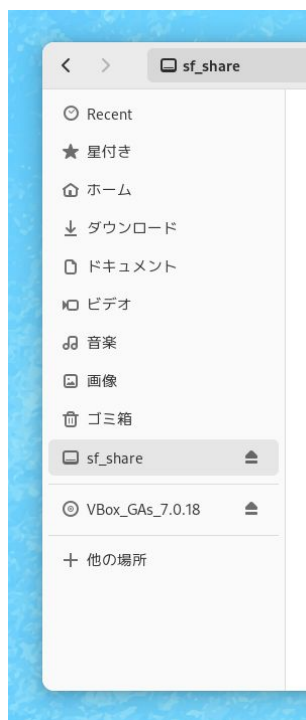 sf_share
Recent
星付き
ホーム
ダウンロード
ドキュメント
ビデオ
音楽
画像
ゴミ箱
sf_share
VBox_GAs_7.0.18
他の場所